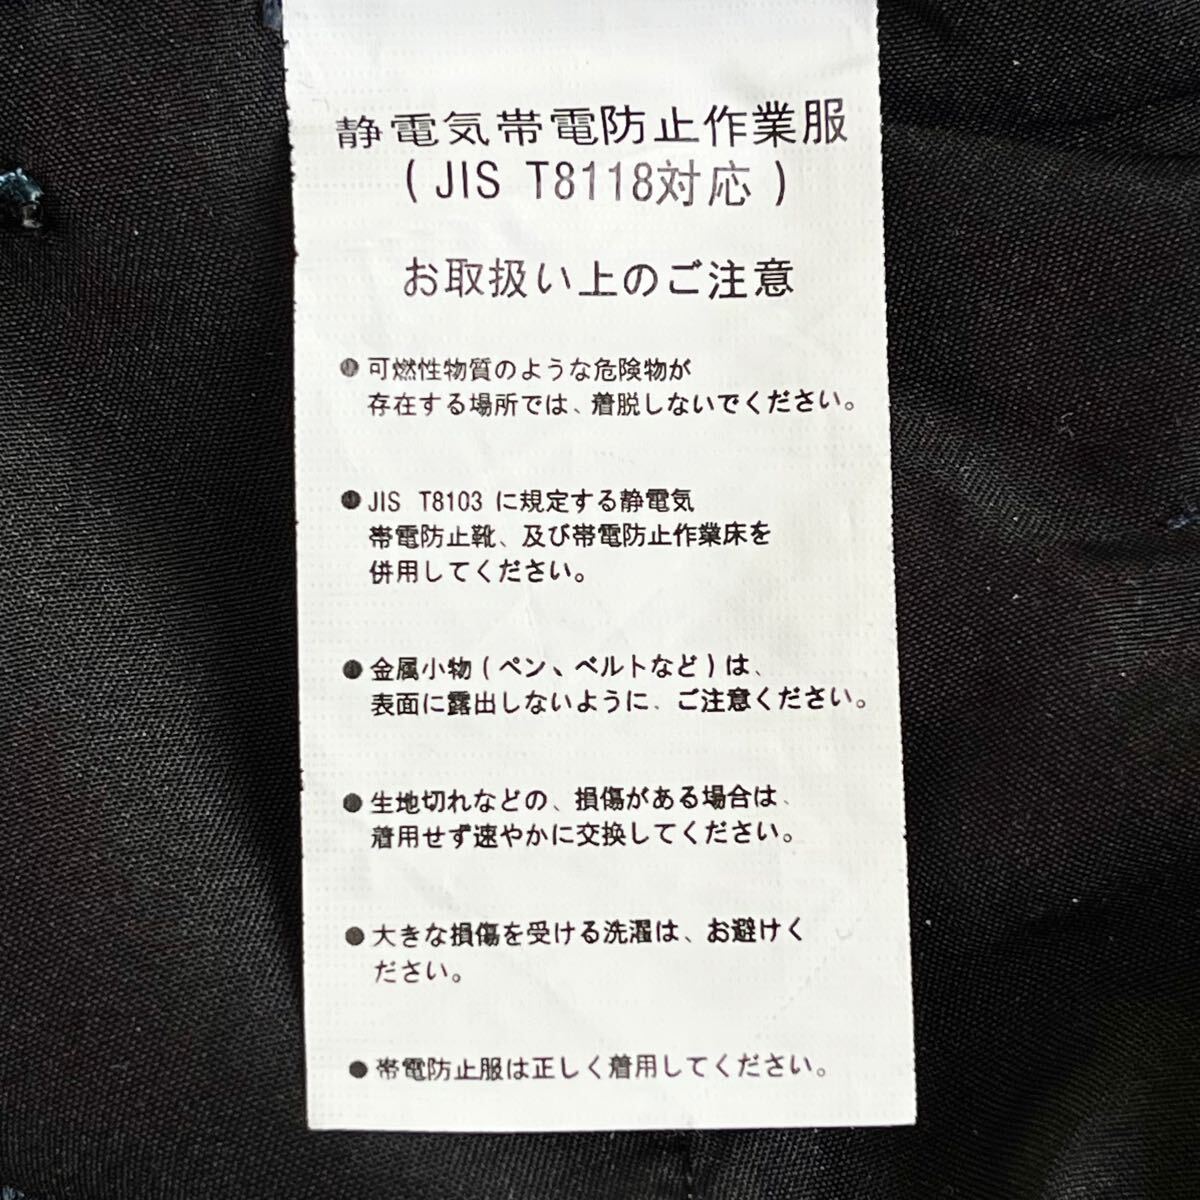 静電気帯電防止作業服
(JIS T8118対応)
お取扱い上のご注意
●可燃性物質のような危険物が
存在する場所では、着脱しないでください。
●JIS T8103 に規定する静電気
帯電防止靴、及び帯電防止作業床を
併用してください。
●金属小物(ペン、ベルトなど)は、
表面に露出しないように、ご注意ください。
●生地切れなどの、損傷がある場合は、
着用せず速やかに交換してください。
●大きな損傷を受ける洗濯は、お避けく
ださい。
●帯電防止服は正しく着用してください。